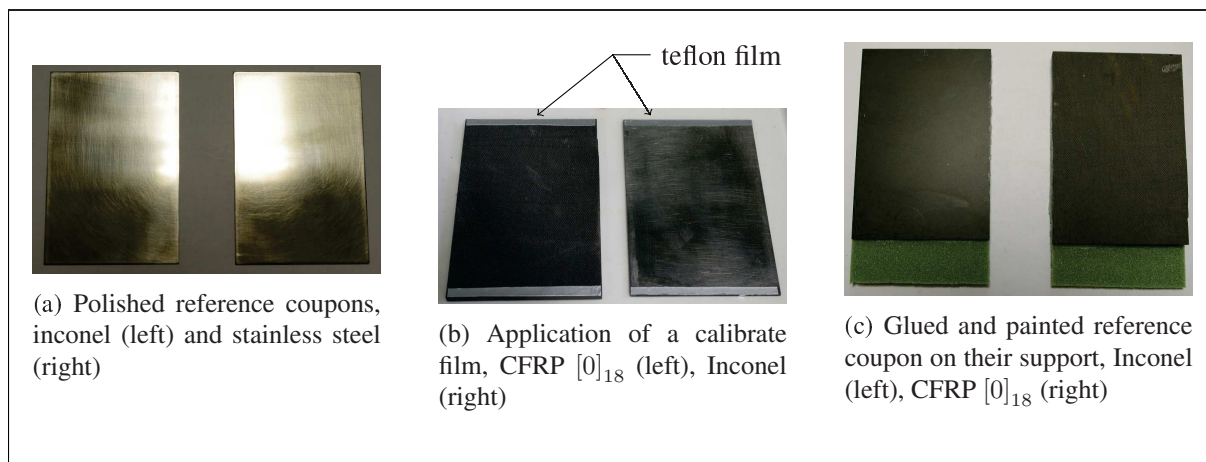 teflon film
(a) Polished reference coupons,
inconel (left) and stainless steel
(right)
(b) Application of a calibrate
film, CFRP [0]₁₈ (left), Inconel
(right)
(c) Glued and painted reference
coupon on their support, Inconel
(left), CFRP [0]₁₈ (right)